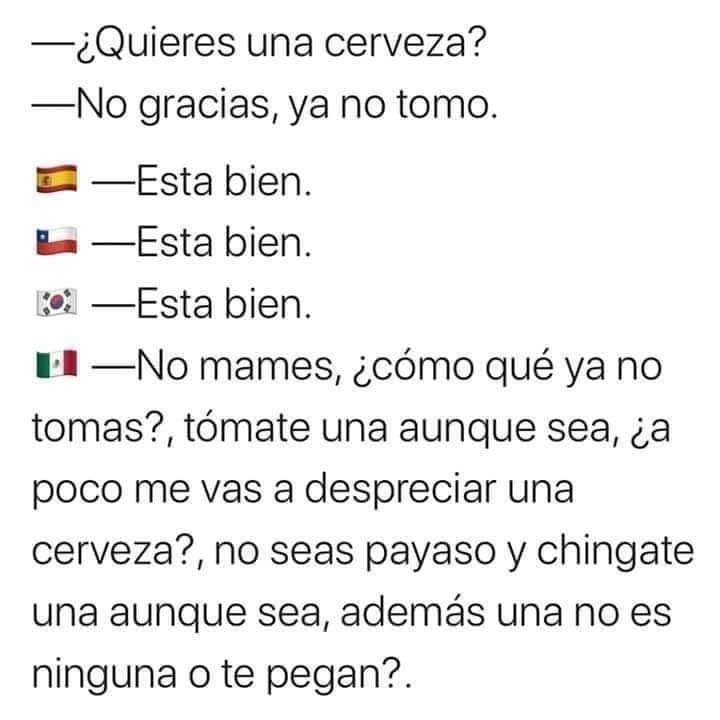 —¿Quieres una cerveza?
—No gracias, ya no tomo.
🇪🇸 —Esta bien.
🇨🇱 —Esta bien.
🇰🇷 —Esta bien.
🇲🇽 —No mames, ¿cómo qué ya no
tomas?, tómate una aunque sea, ¿a
poco me vas a despreciar una
cerveza?, no seas payaso y chingate
una aunque sea, además una no es
ninguna o te pegan?.